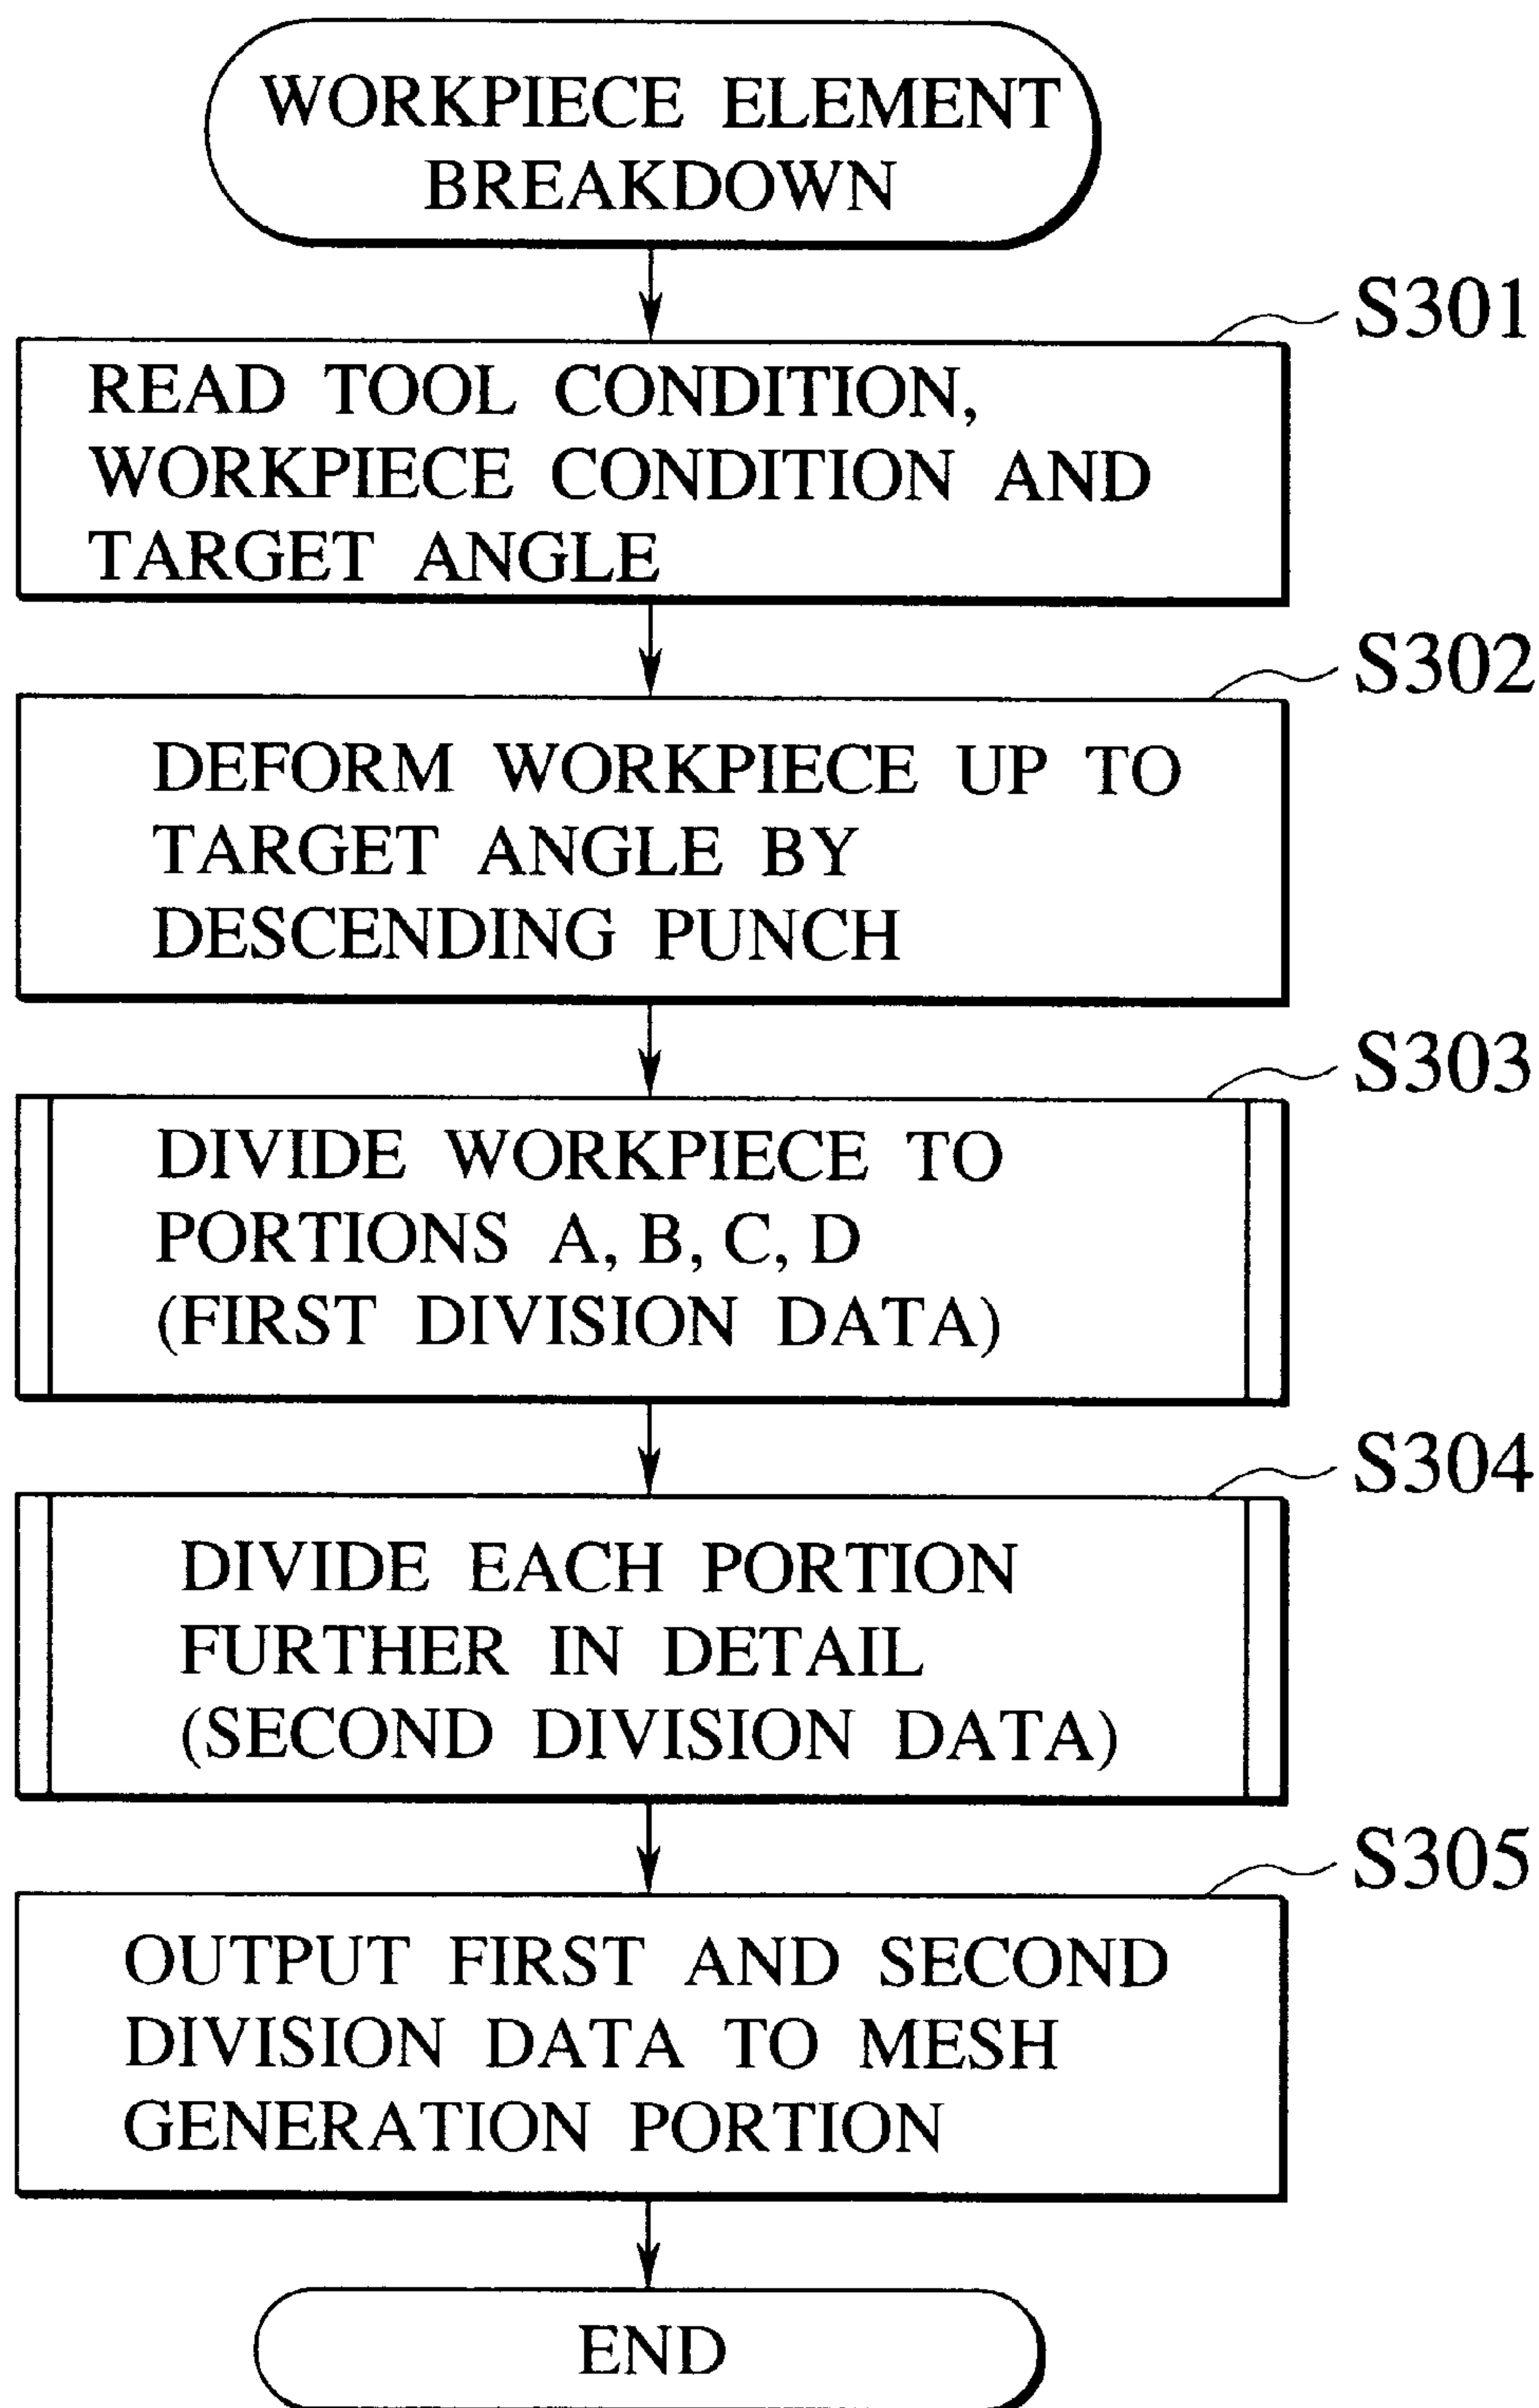 WORKPIECE ELEMENT
BREAKDOWN
S301
READ TOOL CONDITION,
WORKPIECE CONDITION AND
TARGET ANGLE
S302
DEFORM WORKPIECE UP TO
TARGET ANGLE BY
DESCENDING PUNCH
S303
DIVIDE WORKPIECE TO
PORTIONS A, B, C, D
(FIRST DIVISION DATA)
S304
DIVIDE EACH PORTION
FURTHER IN DETAIL
(SECOND DIVISION DATA)
S305
OUTPUT FIRST AND SECOND
DIVISION DATA TO MESH
GENERATION PORTION
END